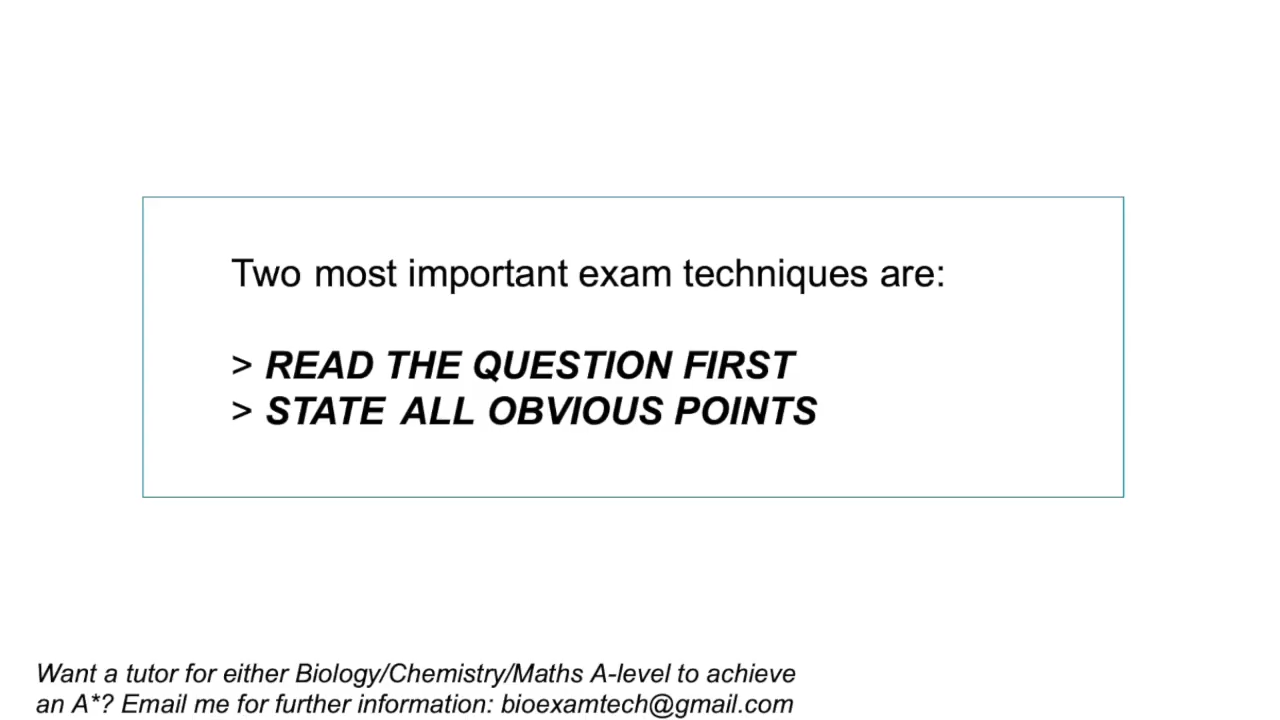 Two most important exam techniques are:
> READ THE QUESTION FIRST
> STATE ALL OBVIOUS POINTS
Want a tutor for either Biology/Chemistry/Maths A-level to achieve
an A*? Email me for further information: bioexamtech@gmail.com